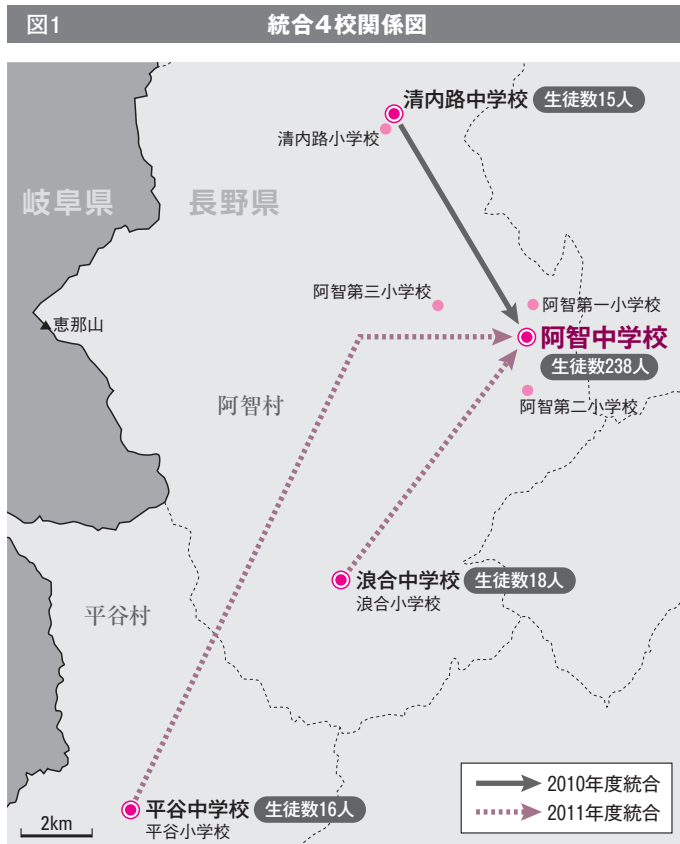 図1 統合4校関係図
清内路中学校 生徒数15人
清内路小学校
岐阜県 長野県
阿智第三小学校
阿智第一小学校
▲恵那山
阿智中学校
生徒数238人
阿智村
阿智第二小学校
浪合中学校 生徒数18人
浪合小学校
平谷村
平谷中学校 生徒数16人
平谷小学校
2km
2010年度統合
2011年度統合